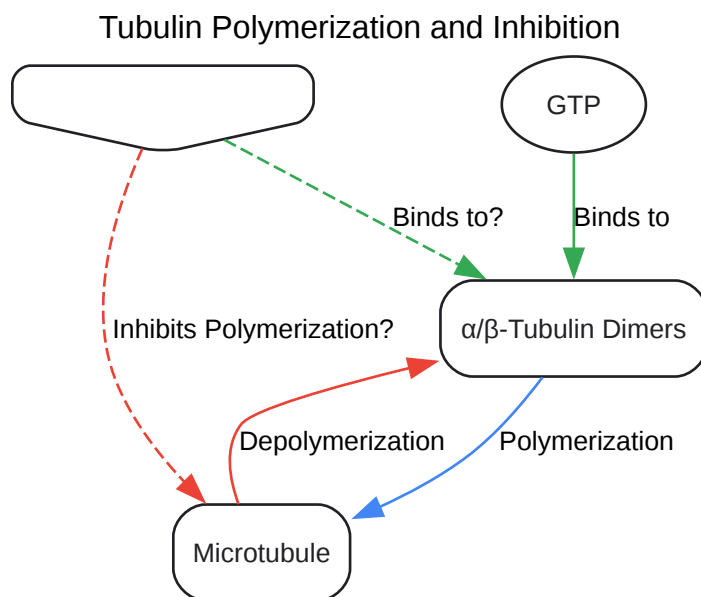 Tubulin Polymerization and Inhibition
GTP
Binds to?
Binds to
Inhibits Polymerization?
α/β-Tubulin Dimers
Depolymerization
Polymerization
Microtubule